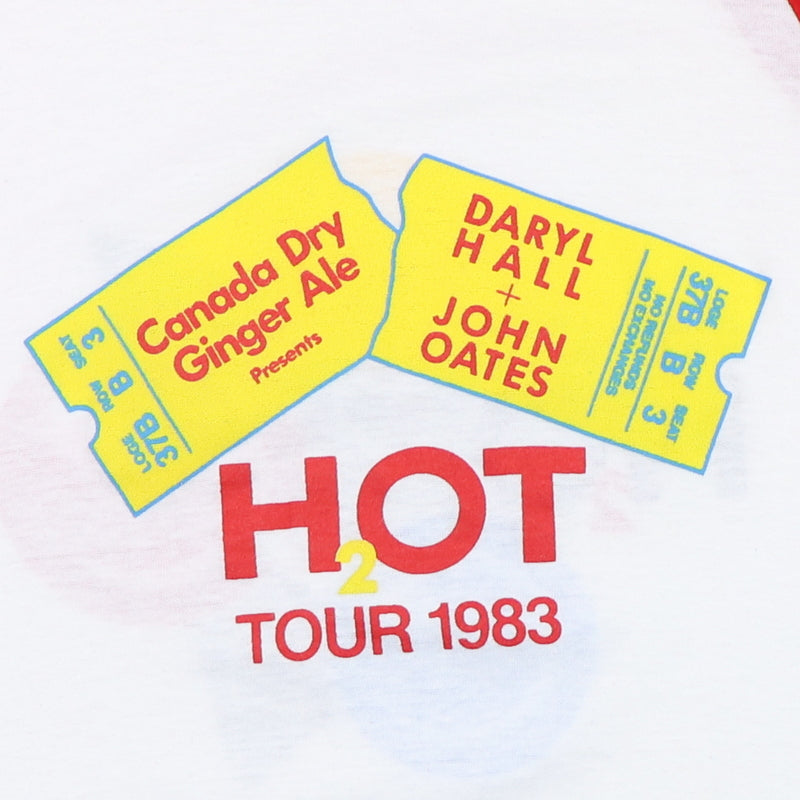 Canada Dry
Ginger Ale
Presents
SEAT ROW LOGE
3 B 37B
DARYL
HALL
+
JOHN
OATES
NO EXCHANGES
NO REFUNDS
37B B 3
LOGE ROW SEAT
H2OT
TOUR 1983